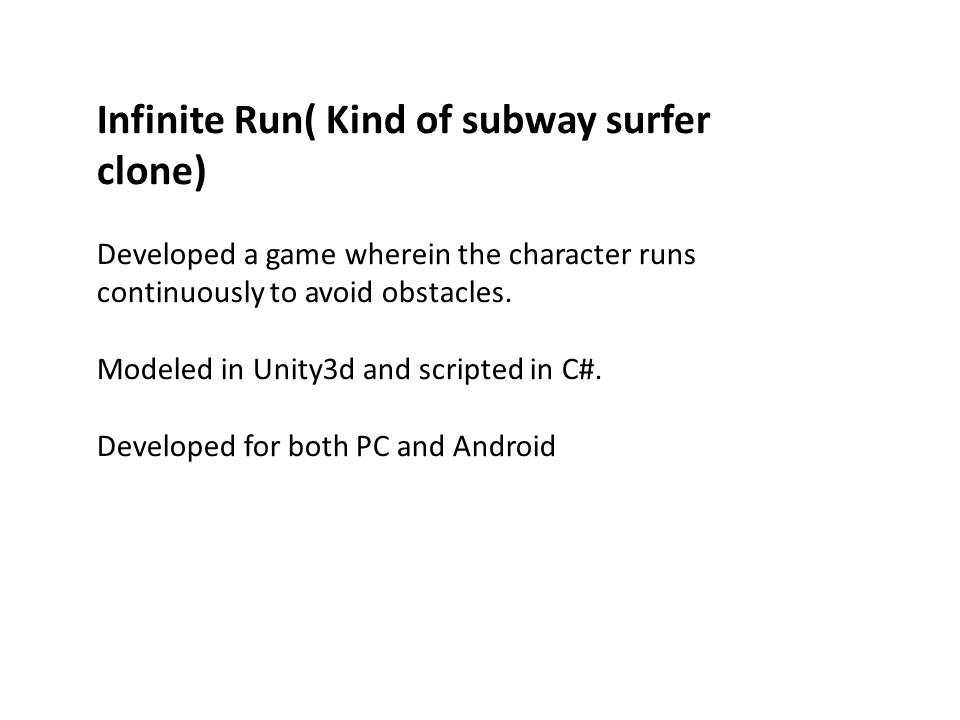 Infinite Run( Kind of subway surfer
clone)
Developed a game wherein the character runs
continuously to avoid obstacles.
Modeled in Unity3d and scripted in C#.
Developed for both PC and Android